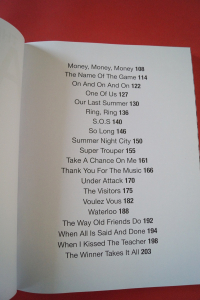 Money, Money, Money 108
The Name Of The Game 114
On And On And On 122
One Of Us 127
Our Last Summer 130
Ring, Ring 136
S.O.S 140
So Long 146
Summer Night City 150
Super Trouper 155
Take A Chance On Me 161
Thank You For The Music 166
Under Attack 170
The Visitors 175
Voulez Vous 182
Waterloo 188
The Way Old Friends Do 192
When All Is Said And Done 194
When I Kissed The Teacher 198
The Winner Takes It All 203